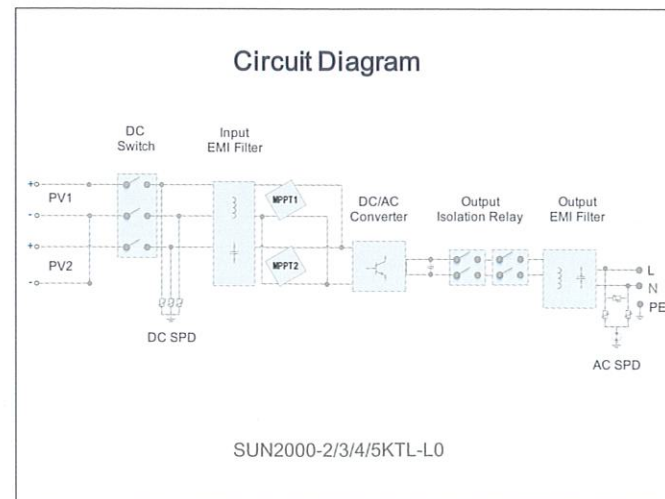 Circuit Diagram
DC
Switch
Input
EMI Filter
+
PV1
-
+
PV2
-
MPPT1
MPPT2
DC/AC
Converter
Output
Isolation Relay
Output
EMI Filter
L
N
PE
DC SPD
AC SPD
SUN2000-2/3/4/5KTL-L0